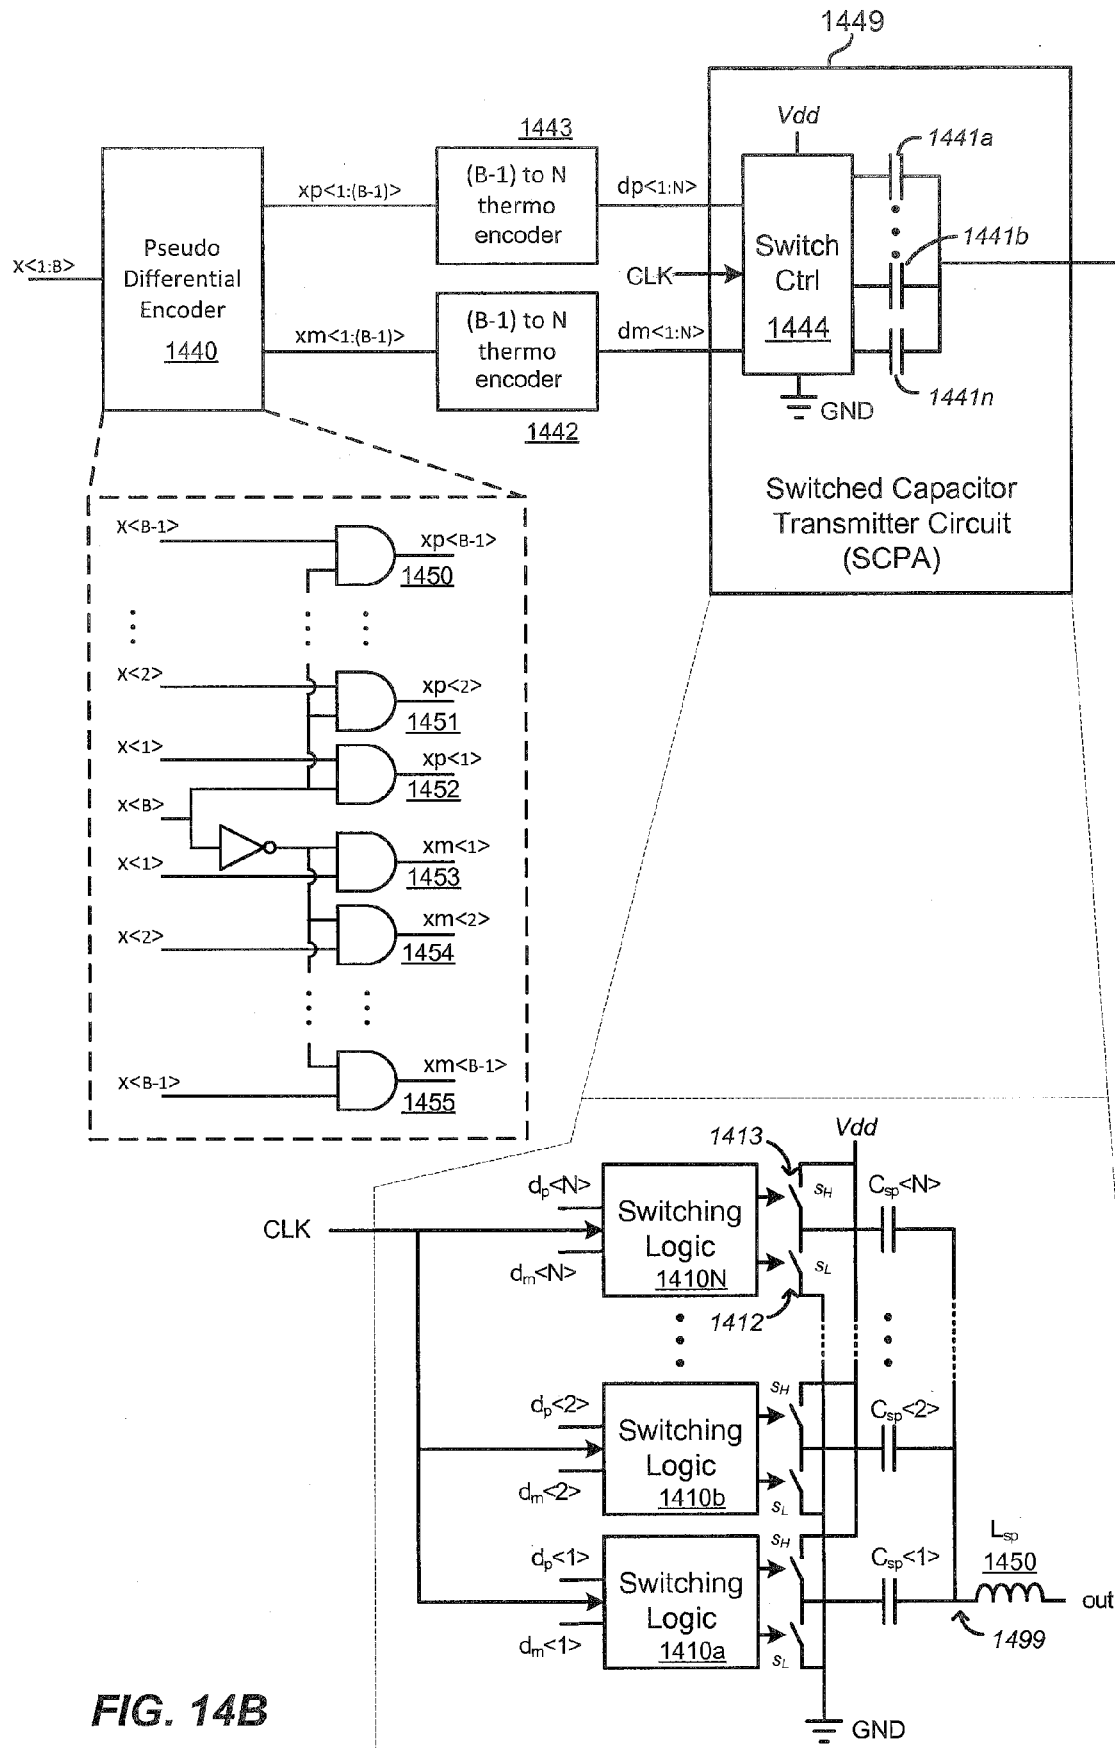 1449
Vdd
1443
1441a
(B-1) to N
thermo
encoder
xp<1:(B-1)>
dp<1:N>
1441b
Pseudo
Differential
Encoder
1440
x<1:B>
Switch
Ctrl
1444
CLK
(B-1) to N
thermo
encoder
xm<1:(B-1)>
dm<1:N>
1441n
GND
1442
Switched Capacitor
Transmitter Circuit
(SCPA)
x<B-1>
xp<B-1>
1450
x<2>
xp<2>
1451
x<1>
xp<1>
1452
x<B>
xm<1>
x<1>
1453
xm<2>
x<2>
1454
xm<B-1>
x<B-1>
1455
Vdd
1413
dp<N>
Switching
Logic
1410N
sH
Csp<N>
CLK
dm<N>
sL
1412
dp<2>
Switching
Logic
1410b
sH
Csp<2>
dm<2>
sL
dp<1>
Switching
Logic
1410a
sH
Csp<1>
Lsp
1450
out
dm<1>
sL
1499
FIG. 14B
GND